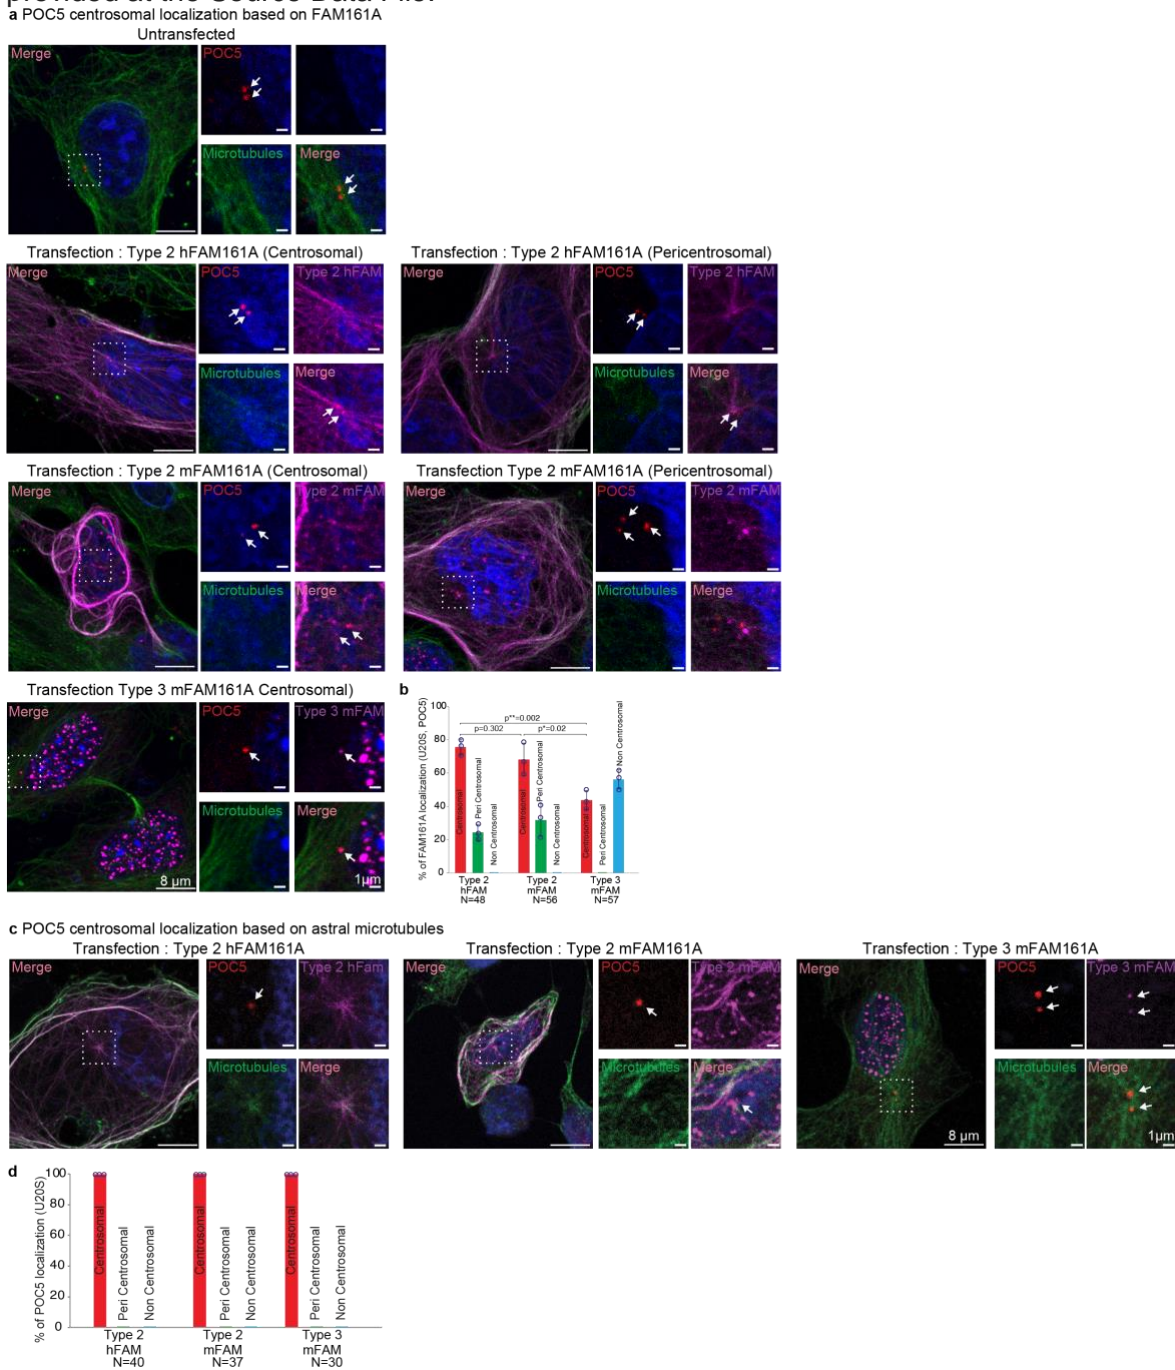 provided at the Source Data File.
a POC5 centrosomal localization based on FAM161A
Untransfected
Merge
POC5
Microtubules
Merge
Transfection : Type 2 hFAM161A (Centrosomal)
Merge
POC5
Type 2 hFAM
Microtubules
Merge
Transfection : Type 2 hFAM161A (Pericentrosomal)
Merge
POC5
Type 2 hFAM
Microtubules
Merge
Transfection : Type 2 mFAM161A (Centrosomal)
Merge
POC5
Type 2 mFAM
Microtubules
Merge
Transfection Type 2 mFAM161A (Pericentrosomal)
Merge
POC5
Type 2 mFAM
Microtubules
Merge
Transfection Type 3 mFAM161A Centrosomal)
Merge
8 µm
POC5
Type 3 mFAM
Microtubules
Merge
1µm
b
% of FAM161A localization (U20S, POC5)
100
80
60
40
20
0
p**=0.002
p=0.302
p*=0.02
Centrosomal
Peri Centrosomal
Non Centrosomal
Centrosomal
Peri Centrosomal
Non Centrosomal
Peri Centrosomal
Non Centrosomal
Type 2
hFAM
N=48
Type 2
mFAM
N=56
Type 3
mFAM
N=57
c POC5 centrosomal localization based on astral microtubules
Transfection : Type 2 hFAM161A
Merge
POC5
Type 2 hFam
Microtubules
Merge
Transfection : Type 2 mFAM161A
Merge
POC5
Type 2 mFAM
Microtubules
Merge
Transfection : Type 3 mFAM161A
Merge
8 µm
POC5
Type 3 mFAM
Microtubules
Merge
1µm
d
% of POC5 localization (U20S)
100
80
60
40
20
0
Centrosomal
Peri Centrosomal
Non Centrosomal
Centrosomal
Peri Centrosomal
Non Centrosomal
Centrosomal
Peri Centrosomal
Non Centrosomal
Type 2
hFAM
N=40
Type 2
mFAM
N=37
Type 3
mFAM
N=30